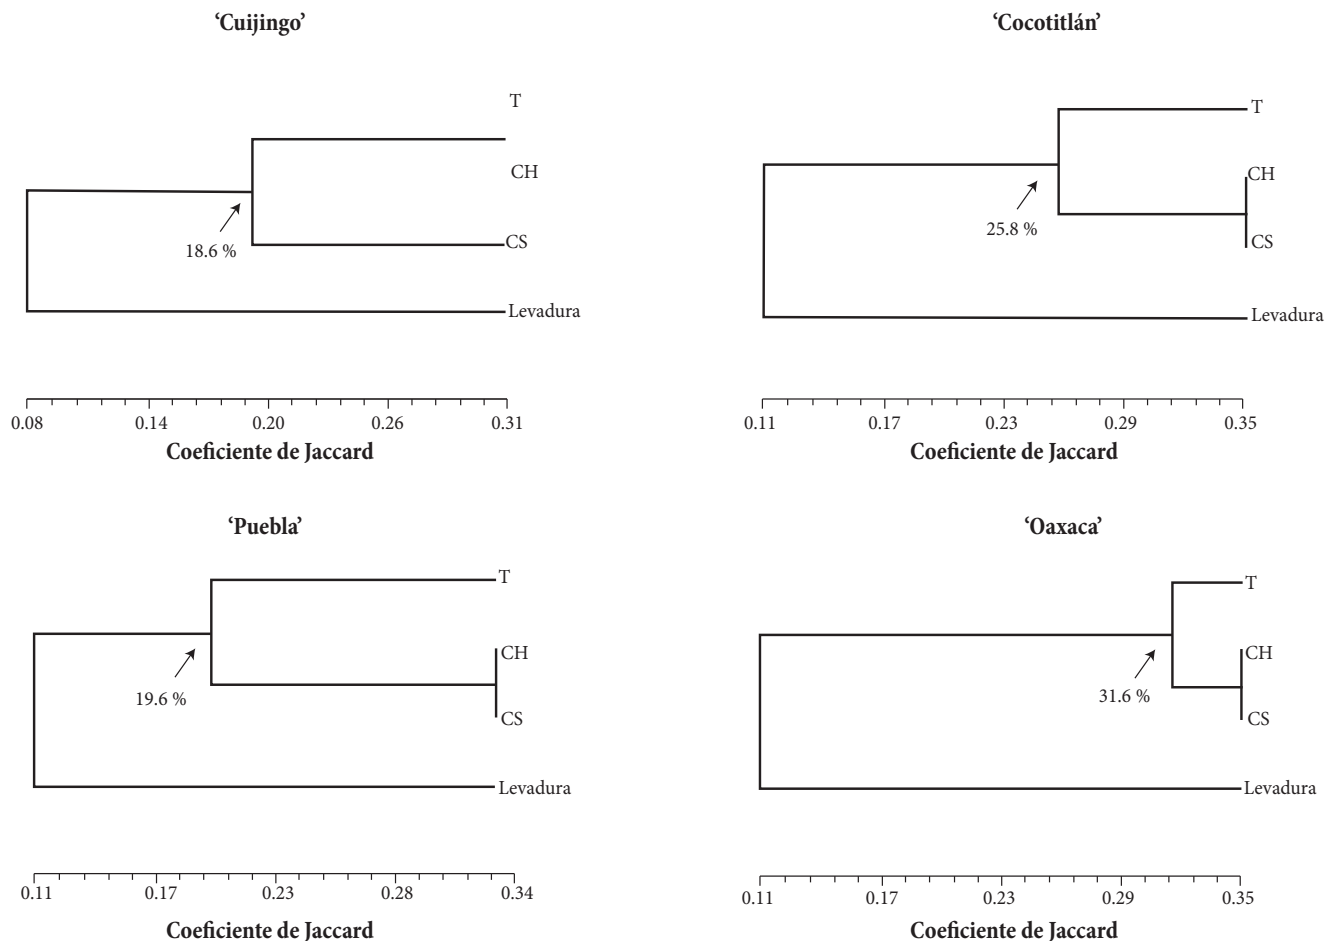 ‘Cuijingo’
T
CH
18.6 %
CS
Levadura
0.08 0.14 0.20 0.26 0.31
Coeficiente de Jaccard
‘Cocotitlán’
T
CH
25.8 %
CS
Levadura
0.11 0.17 0.23 0.29 0.35
Coeficiente de Jaccard
‘Puebla’
T
CH
19.6 %
CS
Levadura
0.11 0.17 0.23 0.28 0.34
Coeficiente de Jaccard
‘Oaxaca’
T
CH
31.6 %
CS
Levadura
0.11 0.17 0.23 0.29 0.35
Coeficiente de Jaccard